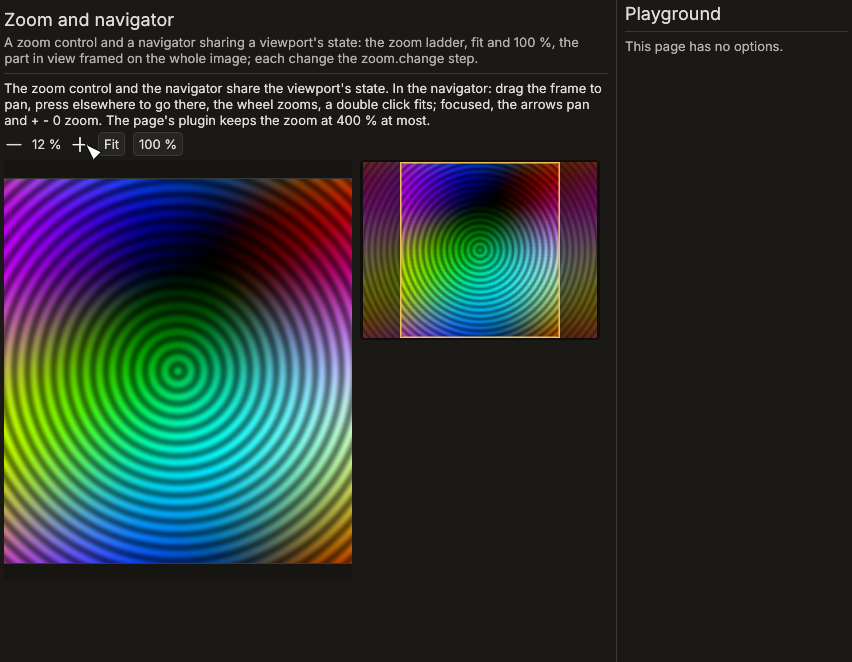 Zoom and navigator
A zoom control and a navigator sharing a viewport's state: the zoom ladder, fit and 100 %, the
part in view framed on the whole image; each change the zoom.change step.
The zoom control and the navigator share the viewport's state. In the navigator: drag the frame to
pan, press elsewhere to go there, the wheel zooms, a double click fits; focused, the arrows pan
and + - 0 zoom. The page's plugin keeps the zoom at 400 % at most.
— 12 % + Fit 100 %
Playground
This page has no options.